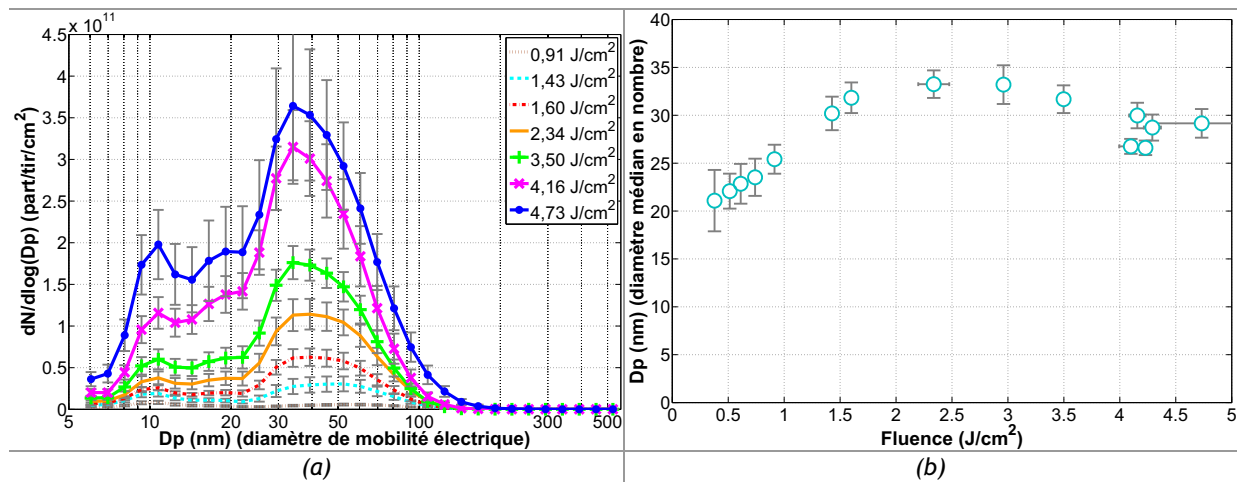 x 10^11
5
4.5
4
3.5
3
2.5
2
1.5
1
0.5
0
5 10 20 30 50 100 300 500
dN/dlog(Dp) (part/tir/cm²)
Dp (nm) (diamètre de mobilité électrique)
0,91 J/cm²
1,43 J/cm²
1,60 J/cm²
2,34 J/cm²
3,50 J/cm²
4,16 J/cm²
4,73 J/cm²
(a)
40
35
30
25
20
15
10
5
0
0 0.5 1 1.5 2 2.5 3 3.5 4 4.5 5
Dp (nm) (diamètre médian en nombre)
Fluence (J/cm²)
(b)